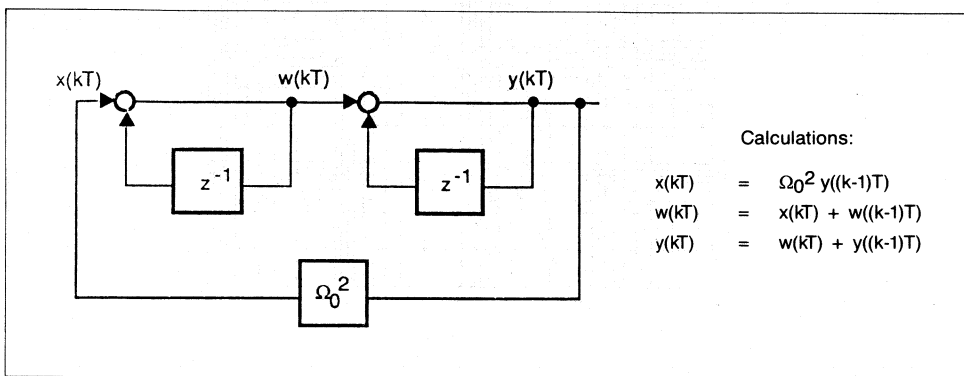 x(kT) w(kT) y(kT)
z⁻¹ z⁻¹
Ω₀²
Calculations:
x(kT) = Ω₀² y((k-1)T)
w(kT) = x(kT) + w((k-1)T)
y(kT) = w(kT) + y((k-1)T)